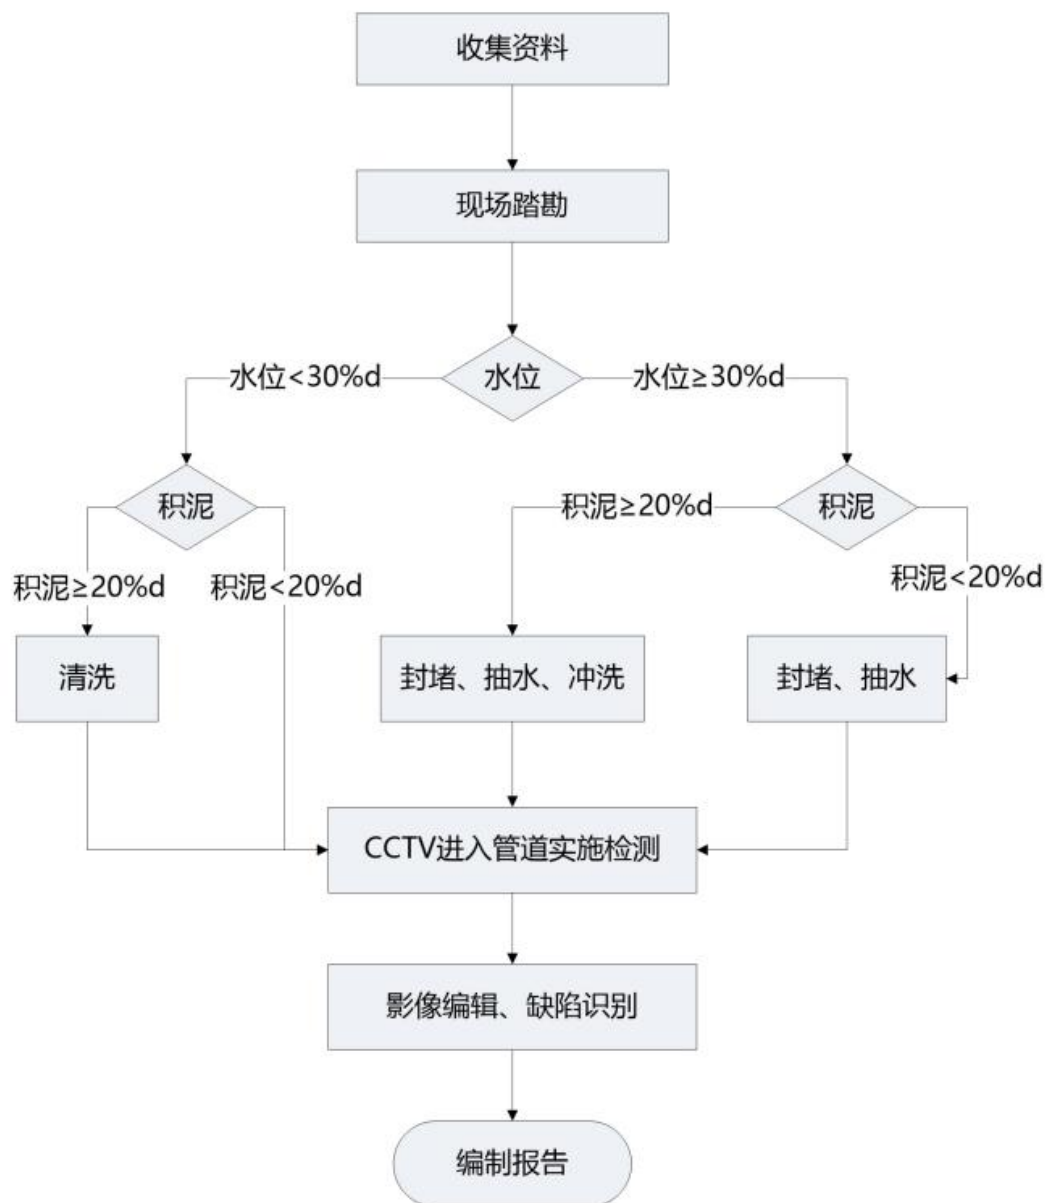 收集资料
现场踏勘
水位<30%d
水位
水位≥30%d
积泥
积泥≥20%d
积泥
积泥≥20%d
积泥<20%d
积泥<20%d
清洗
封堵、抽水、冲洗
封堵、抽水
CCTV进入管道实施检测
影像编辑、缺陷识别
编制报告